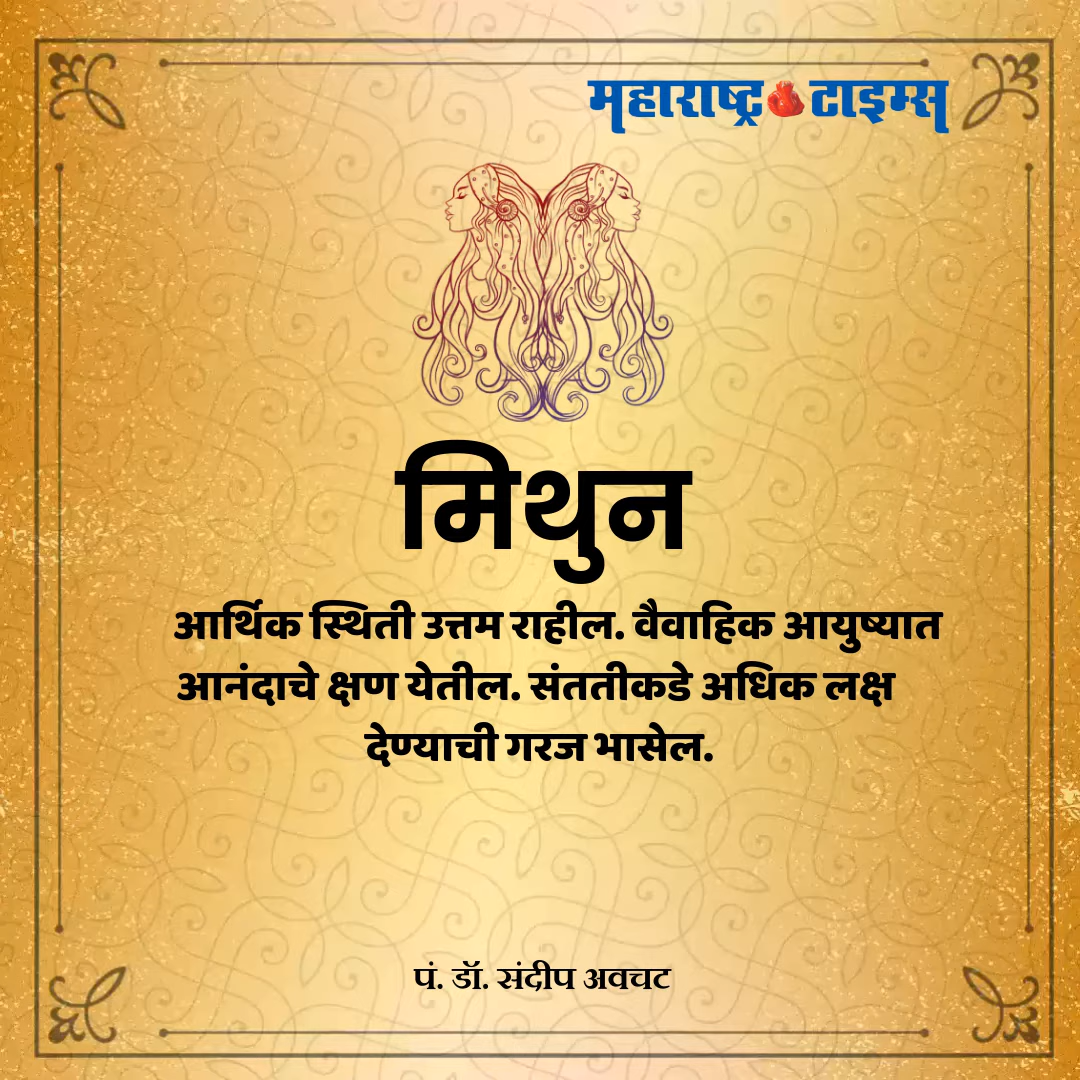 महाराष्ट्र टाइम्स
मिथुन
आर्थिक स्थिती उत्तम राहील. वैवाहिक आयुष्यात
आनंदाचे क्षण येतील. संततीकडे अधिक लक्ष
देण्याची गरज भासेल.
पं. डॉ. संदीप अवचट